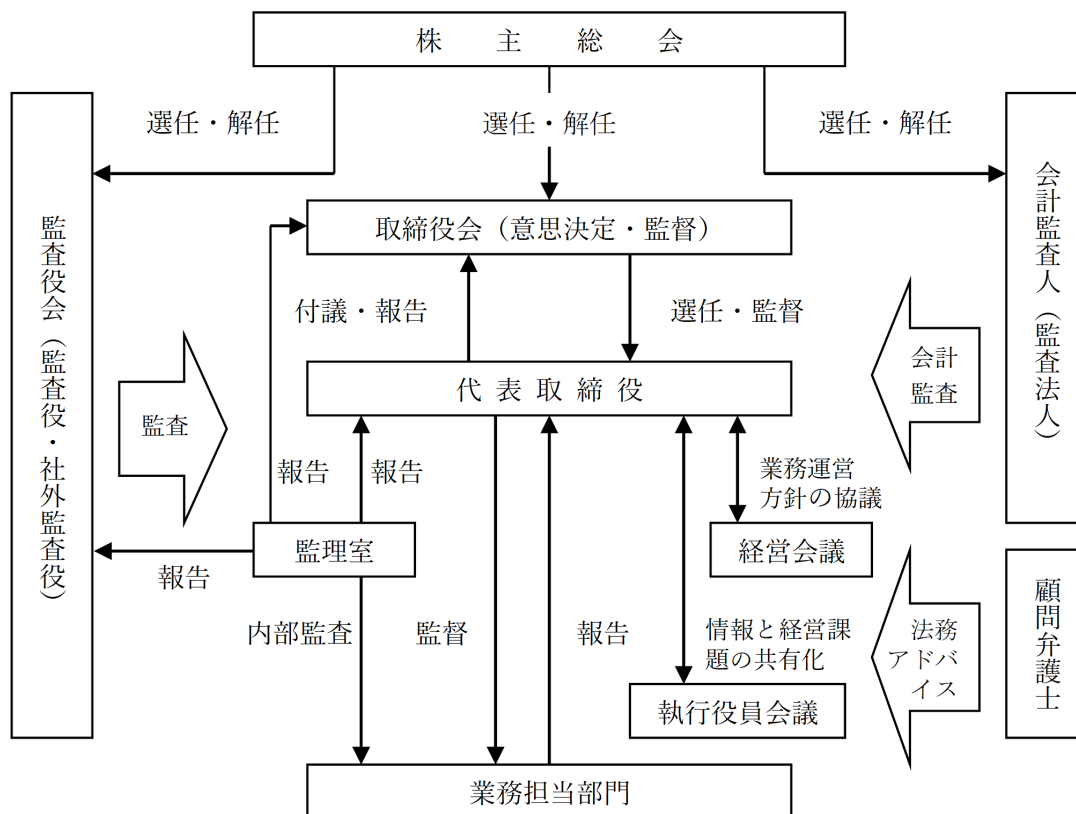 株主総会
選任・解任
選任・解任
選任・解任
監査役会（監査役・社外監査役）
会計監査人（監査法人）
取締役会（意思決定・監督）
付議・報告
選任・監督
代表取締役
監査
会計
監査
報告
報告
業務運営
方針の協議
監理室
経営会議
報告
内部監査
監督
報告
情報と経営課
題の共有化
法務
アドバ
イス
顧問弁護士
執行役員会議
業務担当部門